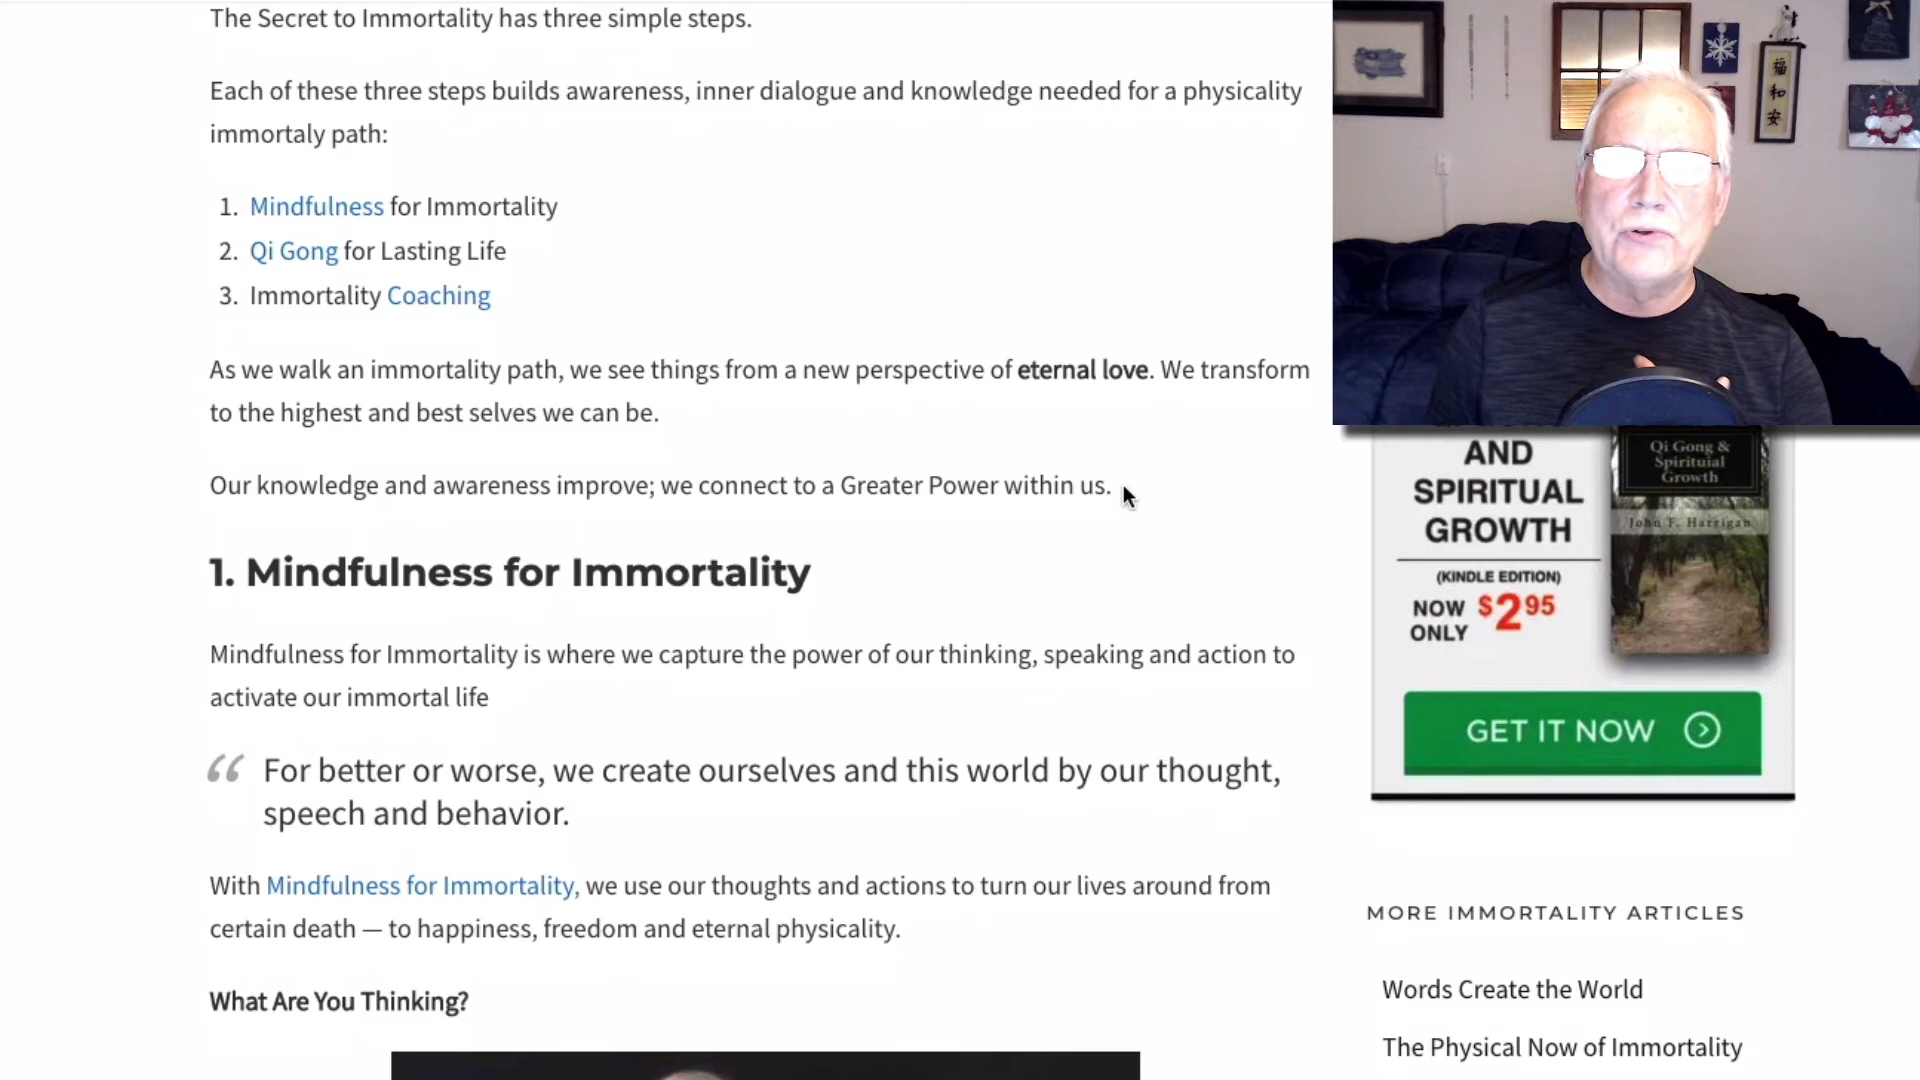 The Secret to Immortality has three simple steps.
Each of these three steps builds awareness, inner dialogue and knowledge needed for a physicality
immortaly path:
1. Mindfulness for Immortality
2. Qi Gong for Lasting Life
3. Immortality Coaching
As we walk an immortality path, we see things from a new perspective of eternal love. We transform
to the highest and best selves we can be.
Our knowledge and awareness improve; we connect to a Greater Power within us.
1. Mindfulness for Immortality
Mindfulness for Immortality is where we capture the power of our thinking, speaking and action to
activate our immortal life
“ For better or worse, we create ourselves and this world by our thought,
speech and behavior.
With Mindfulness for Immortality, we use our thoughts and actions to turn our lives around from
certain death — to happiness, freedom and eternal physicality.
What Are You Thinking?
福
和
安
AND
SPIRITUAL
GROWTH
(KINDLE EDITION)
NOW
ONLY
$2.95
Qi Gong &
Spirituial
Growth
John F. Harrigan
GET IT NOW
MORE IMMORTALITY ARTICLES
Words Create the World
The Physical Now of Immortality